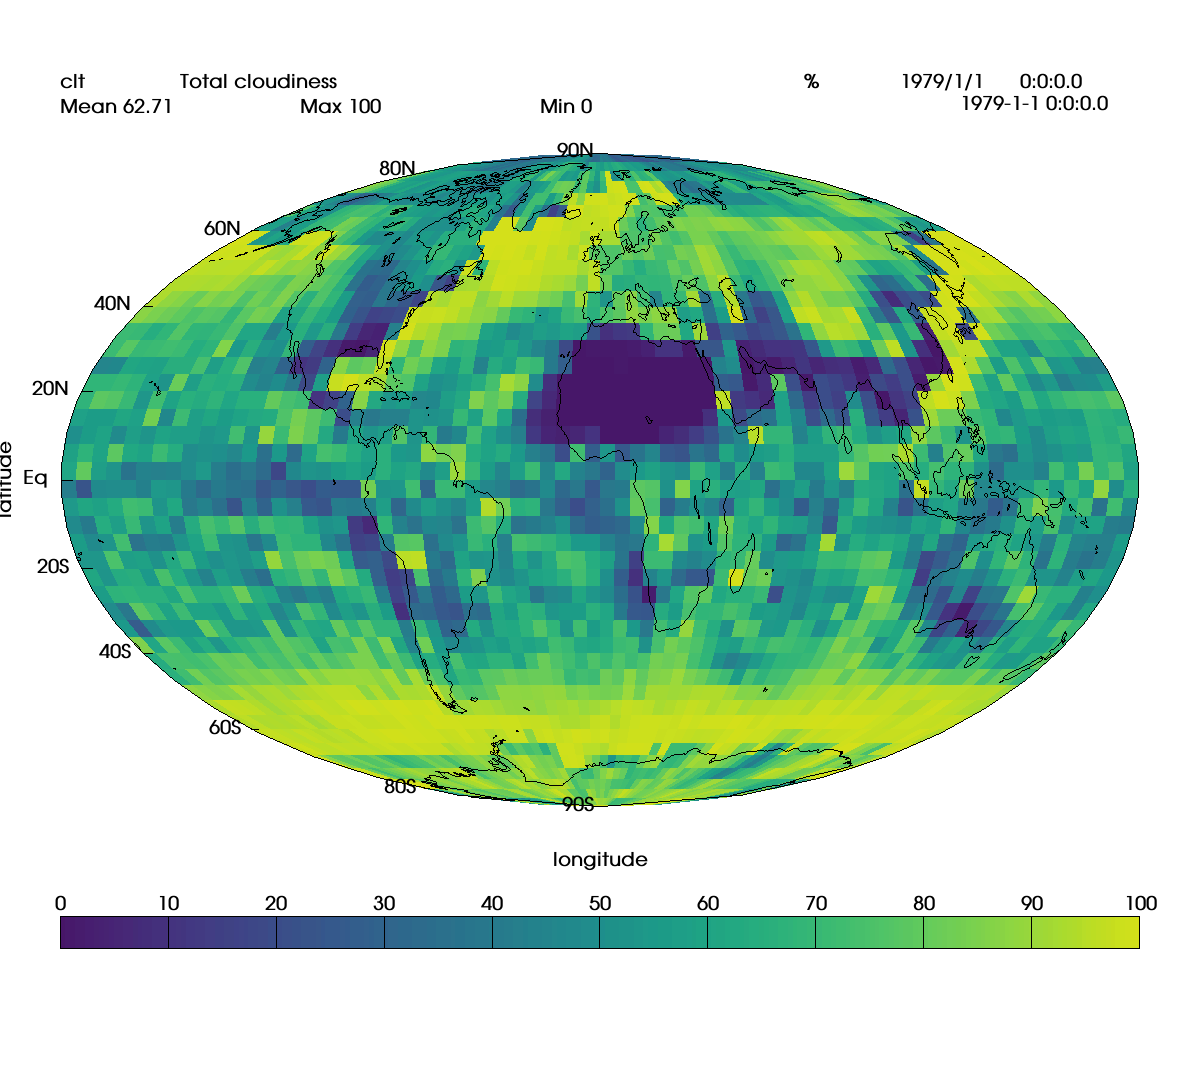 clt Total cloudiness % 1979/1/1 0:0:0.0
Mean 62.71 Max 100 Min 0 1979-1-1 0:0:0.0
90N
80N
60N
40N
20N
latitude
Eq
20S
40S
60S
80S
90S
longitude
0 10 20 30 40 50 60 70 80 90 100